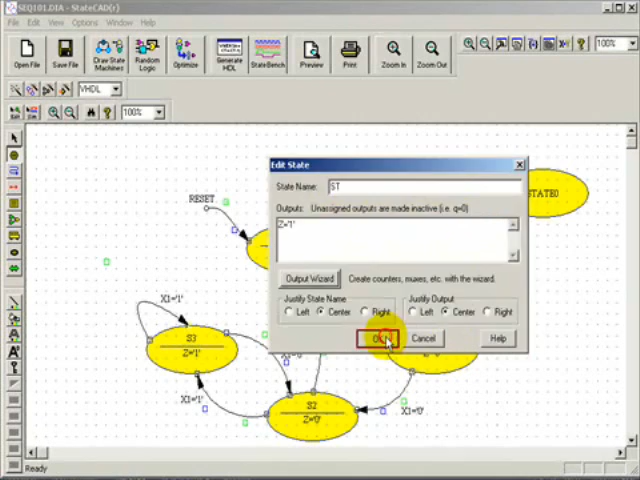 SEQ101.DIA - StateCAD(r)
File Edit View Options Window Help
Open File Save File Draw State Machines Random Logic Optimize Generate HDL StateBench Preview Print Zoom In Zoom Out 100%
VHDL
100%
Edit State
State Name: ST
Outputs: Unassigned outputs are made inactive (i.e. q=0)
Z='1'
Output Wizard Create counters, muxes, etc. with the wizard.
Justify State Name Justify Output
Left Center Right Left Center Right
OK Cancel Help
RESET
STATE0
X1='1'
S3
Z='1'
X1='1'
S2
Z='0'
X1='0'
Ready